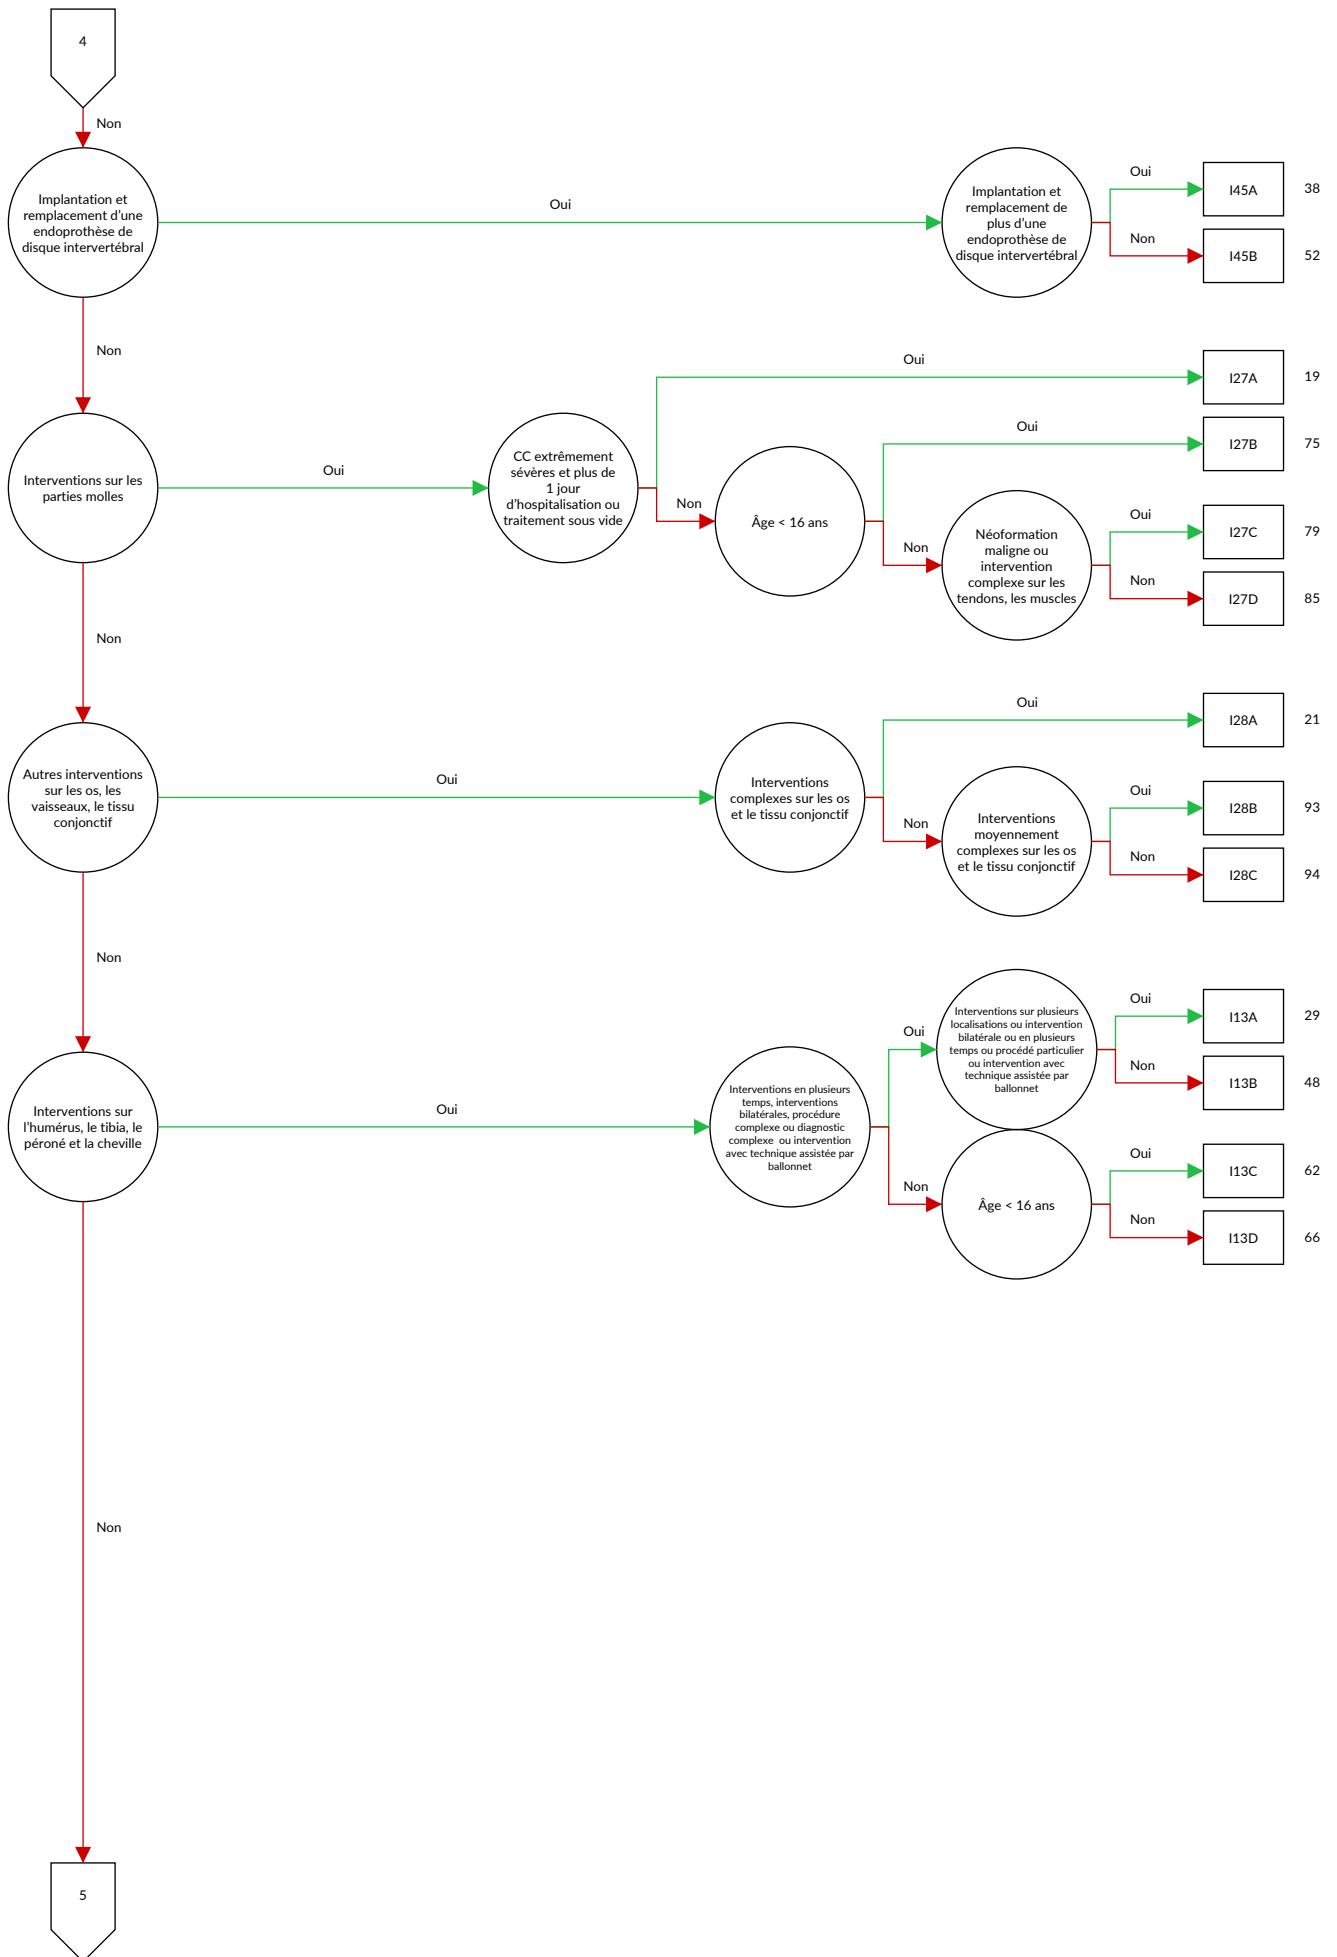 4
Non
Implantation et
remplacement d'une
endoprothèse de
disque intervertébral
Oui
Implantation et
remplacement de
plus d'une
endoprothèse de
disque intervertébral
Oui
I45A
38
Non
I45B
52
Non
Interventions sur les
parties molles
Oui
CC extrêmement
sévères et plus de
1 jour
d'hospitalisation ou
traitement sous vide
Oui
I27A
19
Non
Âge < 16 ans
Oui
I27B
75
Non
Néoformation
maligne ou
intervention
complexe sur les
tendons, les muscles
Oui
I27C
79
Non
I27D
85
Non
Autres interventions
sur les os, les
vaisseaux, le tissu
conjonctif
Oui
Interventions
complexes sur les os
et le tissu conjonctif
Oui
I28A
21
Non
Interventions
moyennement
complexes sur les os
et le tissu conjonctif
Oui
I28B
93
Non
I28C
94
Non
Interventions sur
l'humérus, le tibia, le
péroné et la cheville
Oui
Interventions en plusieurs
temps, interventions
bilatérales, procédure
complexe ou diagnostic
complexe ou intervention
avec technique assistée par
ballonnet
Oui
Interventions sur plusieurs
localisations ou intervention
bilatérale ou en plusieurs
temps ou procédé particulier
ou intervention avec
technique assistée par
ballonnet
Oui
I13A
29
Non
I13B
48
Non
Âge < 16 ans
Oui
I13C
62
Non
I13D
66
Non
5